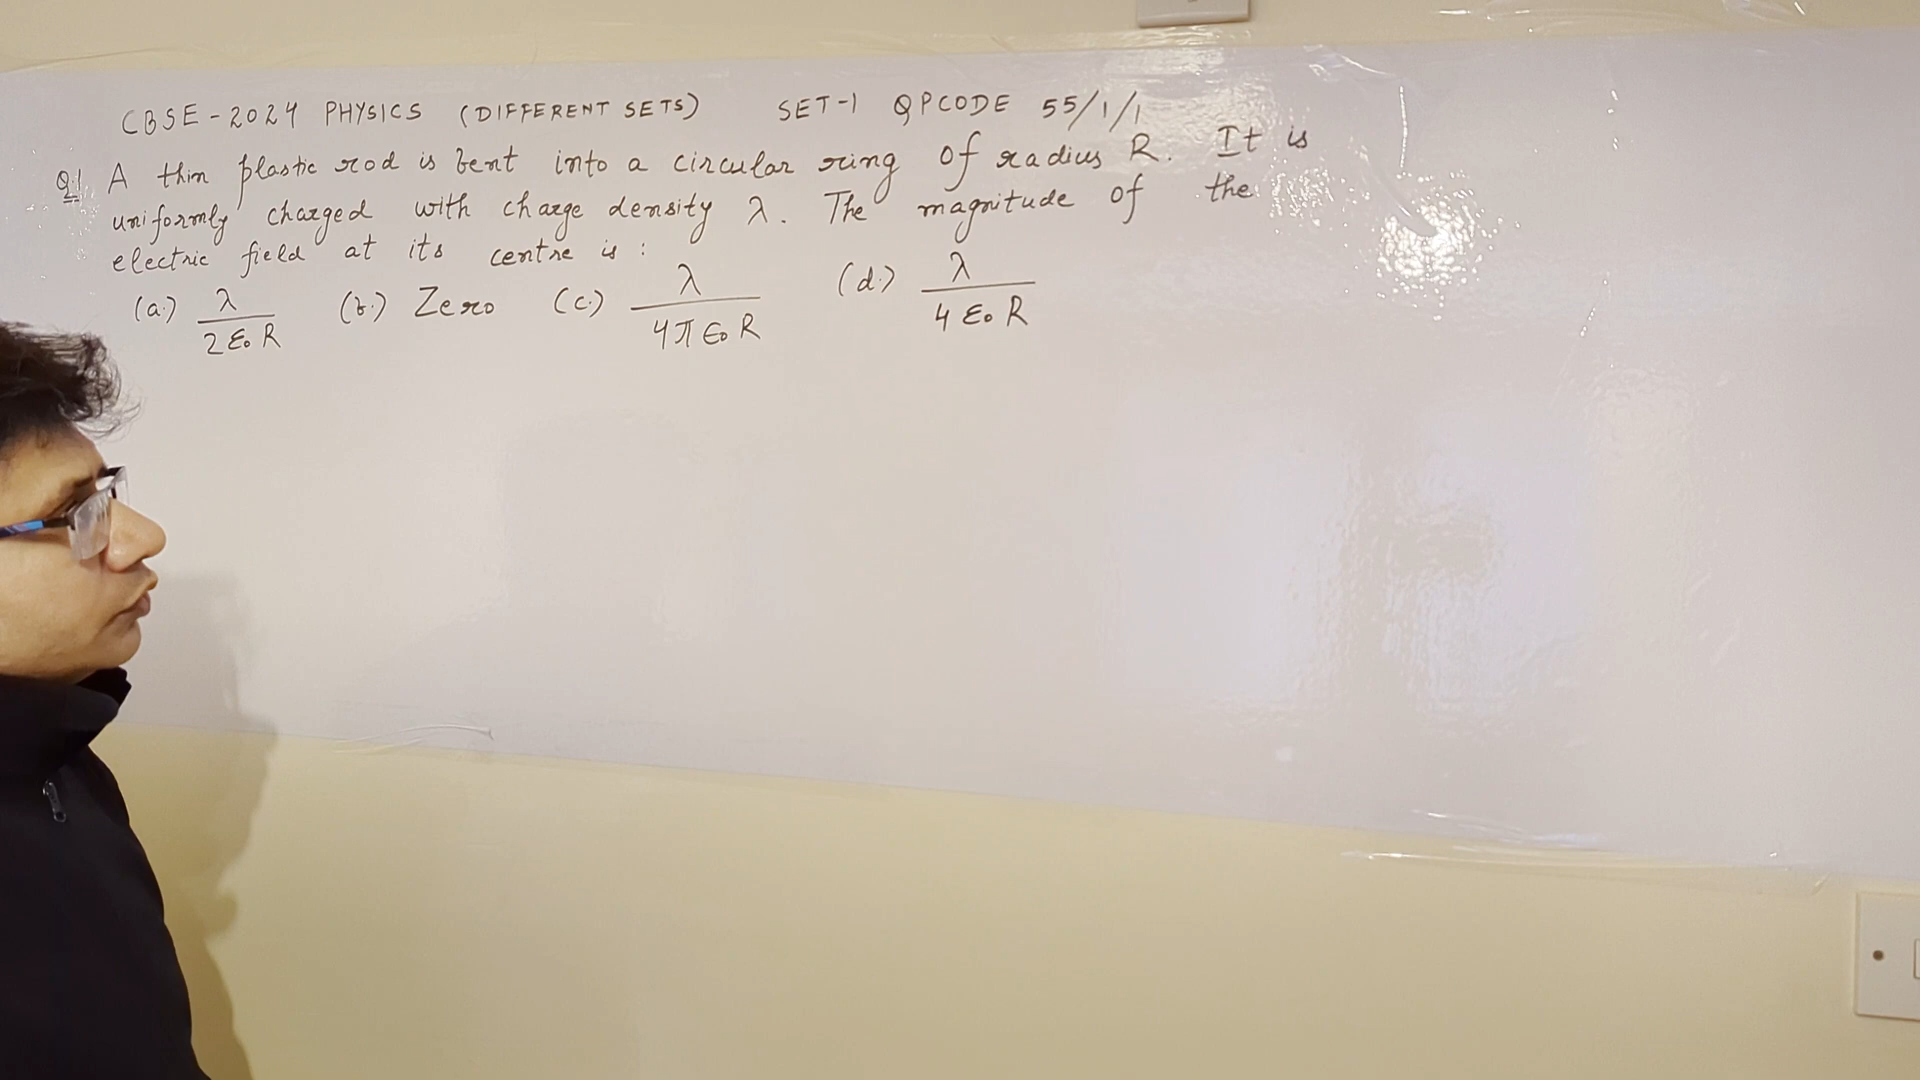 CBSE-2024 PHYSICS (DIFFERENT SETS) SET-1 QPCODE 55/1/1
Q1. A thin plastic rod is bent into a circular ring of radius R. It is
uniformly charged with charge density λ. The magnitude of the
electric field at its centre is :
(a.) λ/2ε₀R (b.) Zero (c.) λ/4πε₀R (d.) λ/4ε₀R